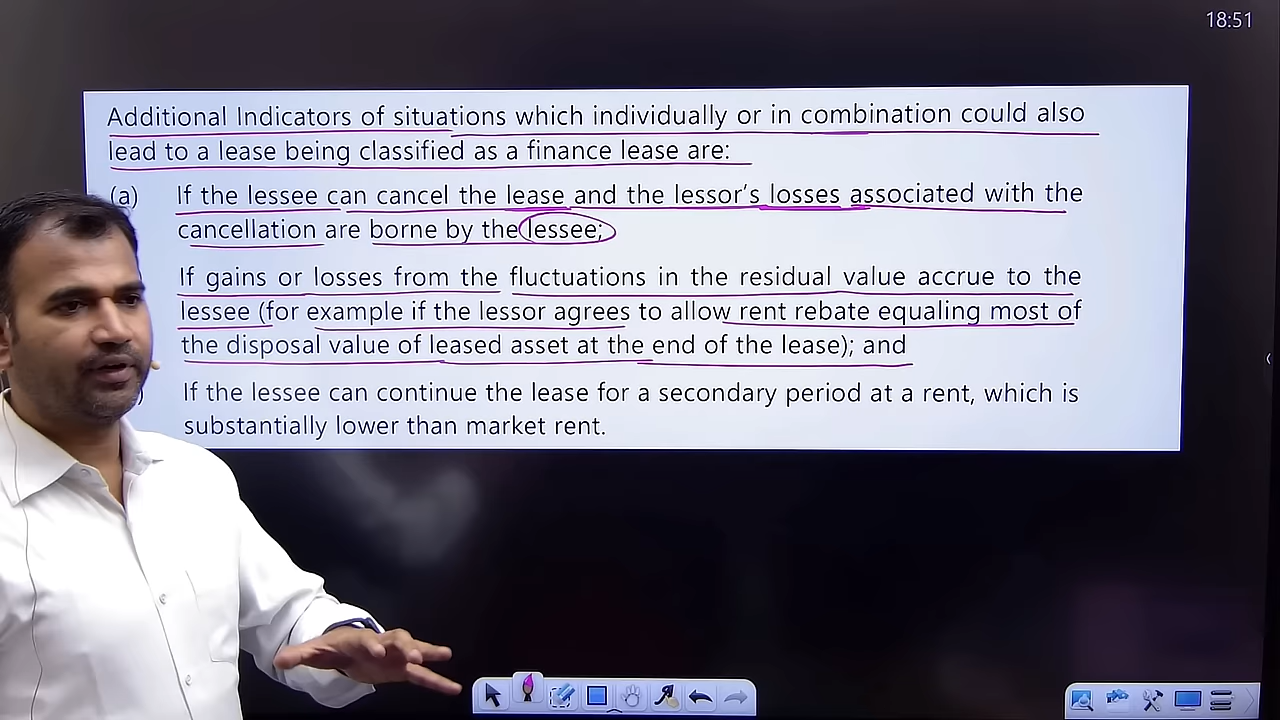 18:51
Additional Indicators of situations which individually or in combination could also
lead to a lease being classified as a finance lease are:
(a) If the lessee can cancel the lease and the lessor's losses associated with the
cancellation are borne by the lessee;
If gains or losses from the fluctuations in the residual value accrue to the
lessee (for example if the lessor agrees to allow rent rebate equaling most of
the disposal value of leased asset at the end of the lease); and
) If the lessee can continue the lease for a secondary period at a rent, which is
substantially lower than market rent.